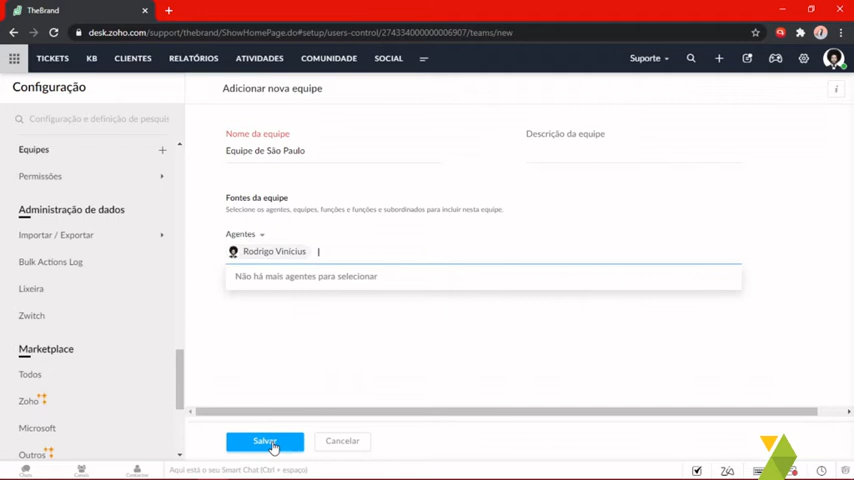 TheBrand
desk.zoho.com/support/thebrand/ShowHomePage.do#setup/users-control/274334000000006907/teams/new
TICKETS KB CLIENTES RELATÓRIOS ATIVIDADES COMUNIDADE SOCIAL Suporte
Configuração
Adicionar nova equipe
Configuração e definição de pesquis
Nome da equipe
Descrição da equipe
Equipes
Equipe de São Paulo
Permissões
Fontes da equipe
Administração de dados
Selecione os agentes, equipes, funções e funções e subordinados para incluir nesta equipe.
Importar / Exportar
Agentes
Rodrigo Vinícius
Bulk Actions Log
Não há mais agentes para selecionar
Lixeira
Zwitch
Marketplace
Todos
Zoho
Microsoft
Salvar
Cancelar
Outros
Chats
Canais
Contactos
Aqui está o seu Smart Chat (Ctrl + espaço)